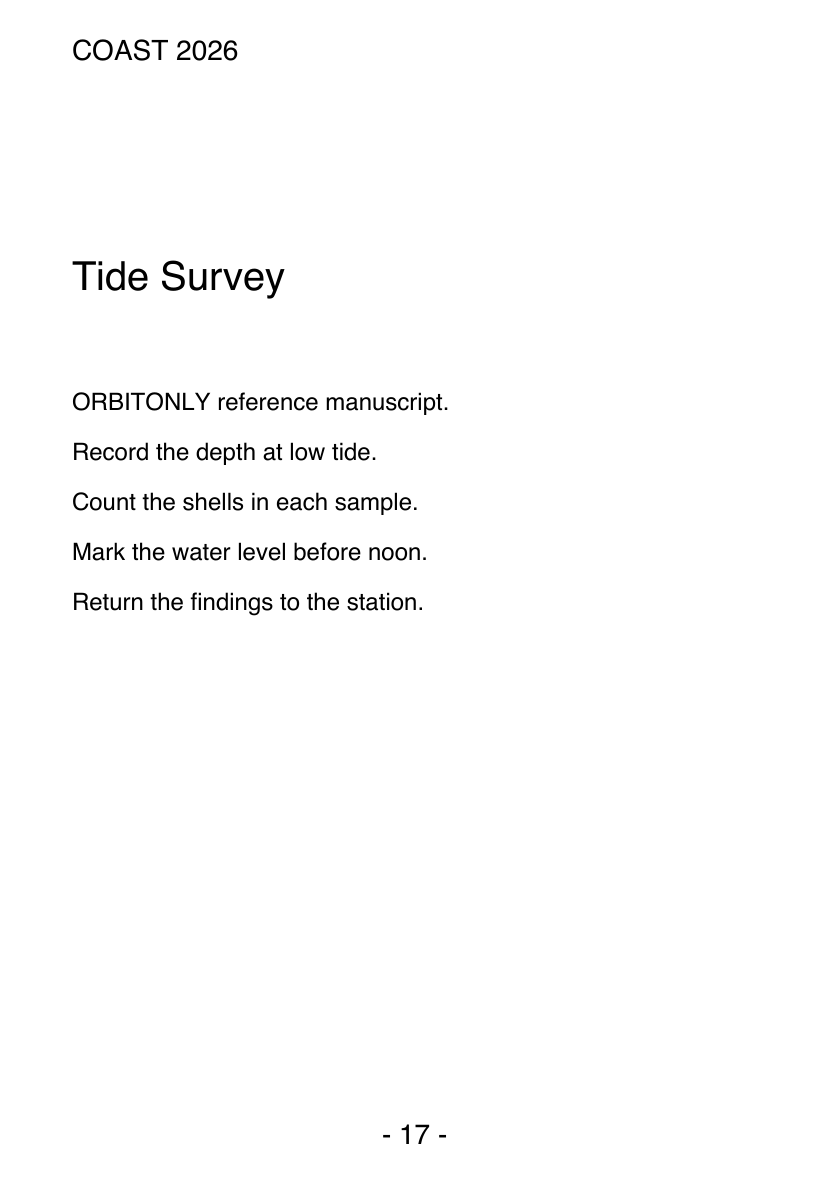 COAST 2026
Tide Survey
ORBITONLY reference manuscript.
Record the depth at low tide.
Count the shells in each sample.
Mark the water level before noon.
Return the findings to the station.
- 17 -